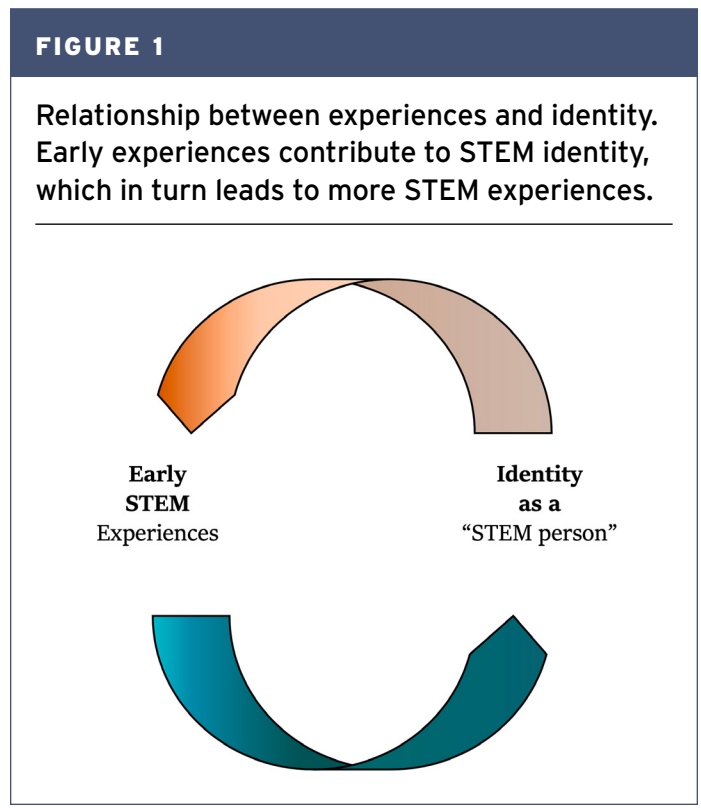 FIGURE 1
Relationship between experiences and identity.
Early experiences contribute to STEM identity,
which in turn leads to more STEM experiences.
Early
STEM
Experiences
Identity
as a
“STEM person”